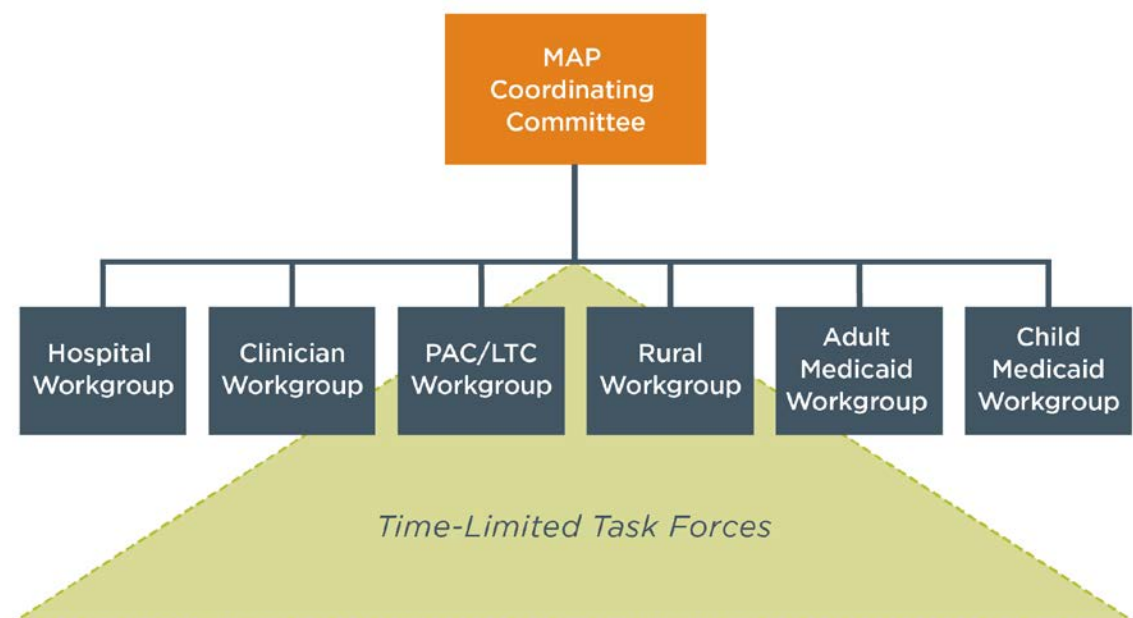 MAP
Coordinating
Committee
Hospital
Workgroup
Clinician
Workgroup
PAC/LTC
Workgroup
Rural
Workgroup
Adult
Medicaid
Workgroup
Child
Medicaid
Workgroup
Time-Limited Task Forces